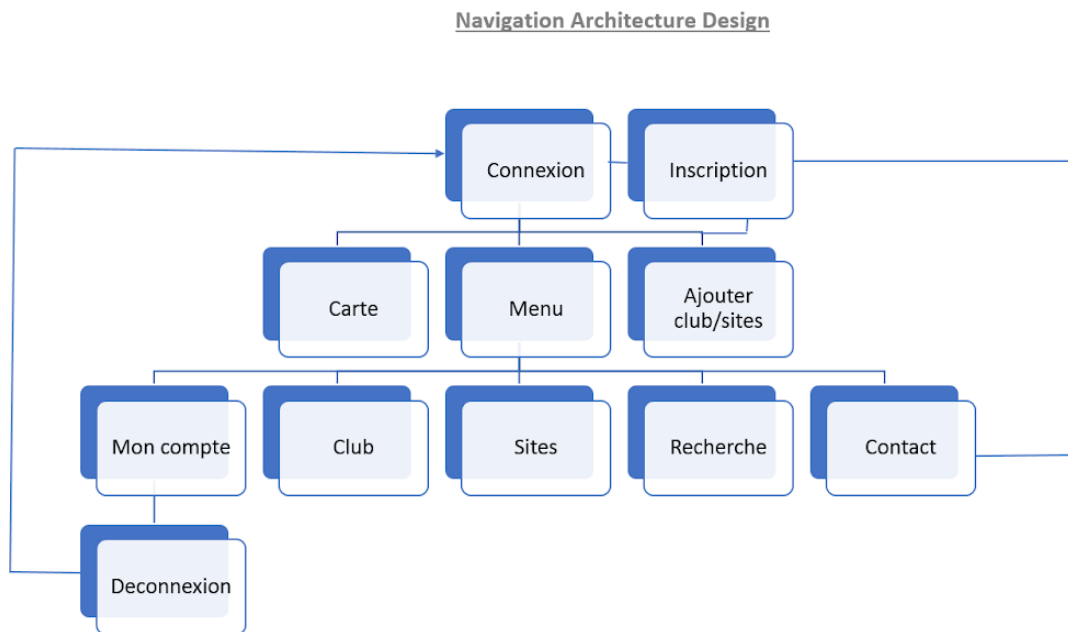 Navigation Architecture Design
Connexion
Inscription
Carte
Menu
Ajouter
club/sites
Mon compte
Club
Sites
Recherche
Contact
Deconnexion